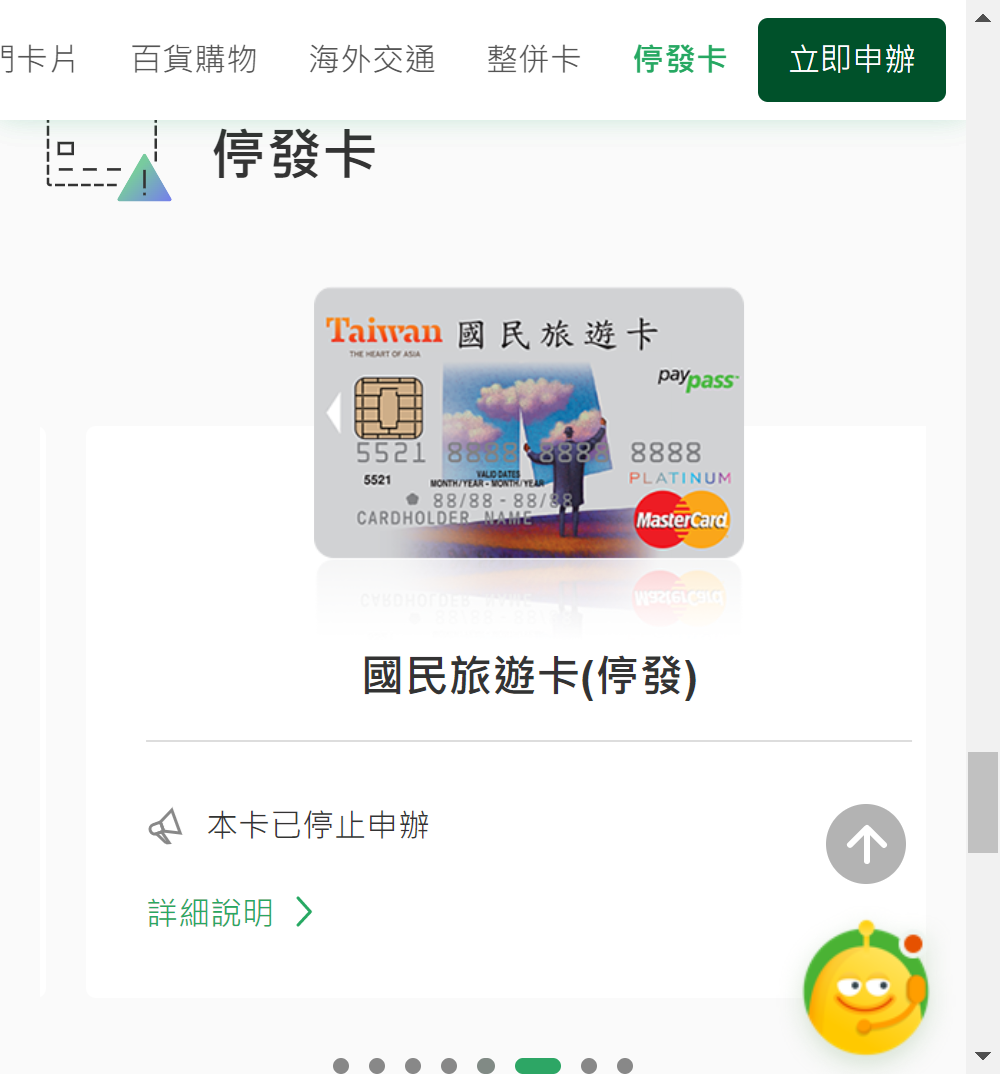 門卡片 百貨購物 海外交通 整併卡 停發卡 立即申辦
停發卡
Taiwan 國民旅遊卡
THE HEART OF ASIA
paypass
5521 8888 8888 8888
PLATINUM
5521 VALID DATES
MONTH/YEAR - MONTH/YEAR
88/88 - 88/88
CARDHOLDER NAME
MasterCard
國民旅遊卡(停發)
本卡已停止申辦
詳細說明